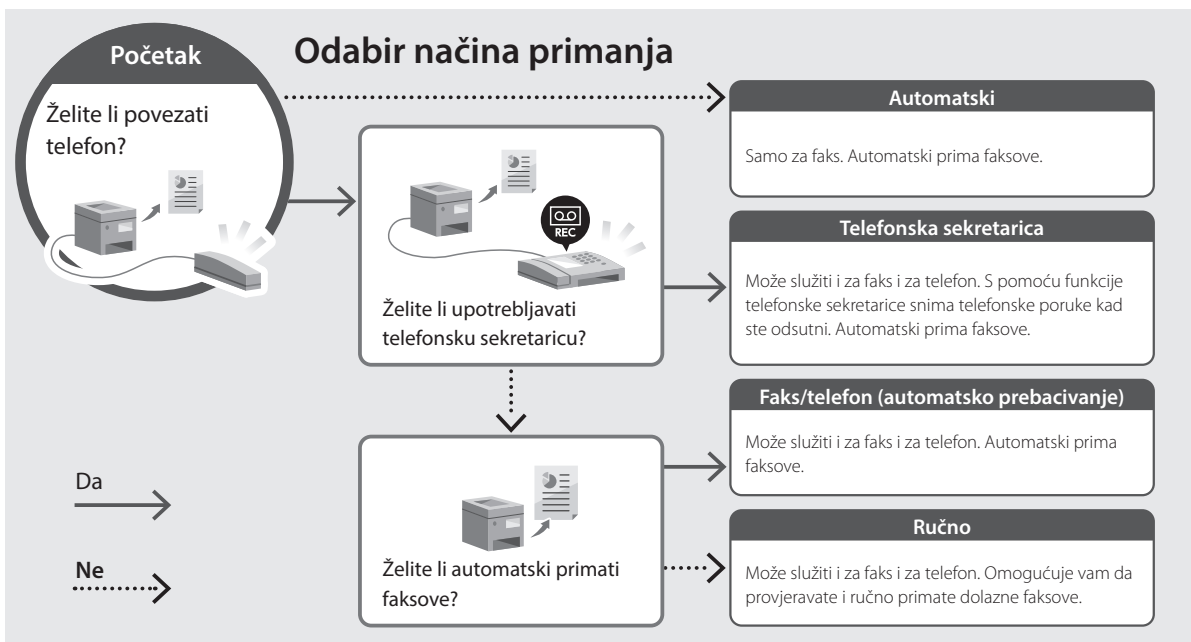 Početak
Odabir načina primanja
Želite li povezati
telefon?
REC
Želite li upotrebljavati
telefonsku sekretaricu?
Želite li automatski primati
faksove?
Automatski
Samo za faks. Automatski prima faksove.
Telefonska sekretarica
Može služiti i za faks i za telefon. S pomoću funkcije
telefonske sekretarice snima telefonske poruke kad
ste odsutni. Automatski prima faksove.
Faks/telefon (automatsko prebacivanje)
Može služiti i za faks i za telefon. Automatski prima
faksove.
Ručno
Može služiti i za faks i za telefon. Omogućuje vam da
provjeravate i ručno primate dolazne faksove.
Da
Ne